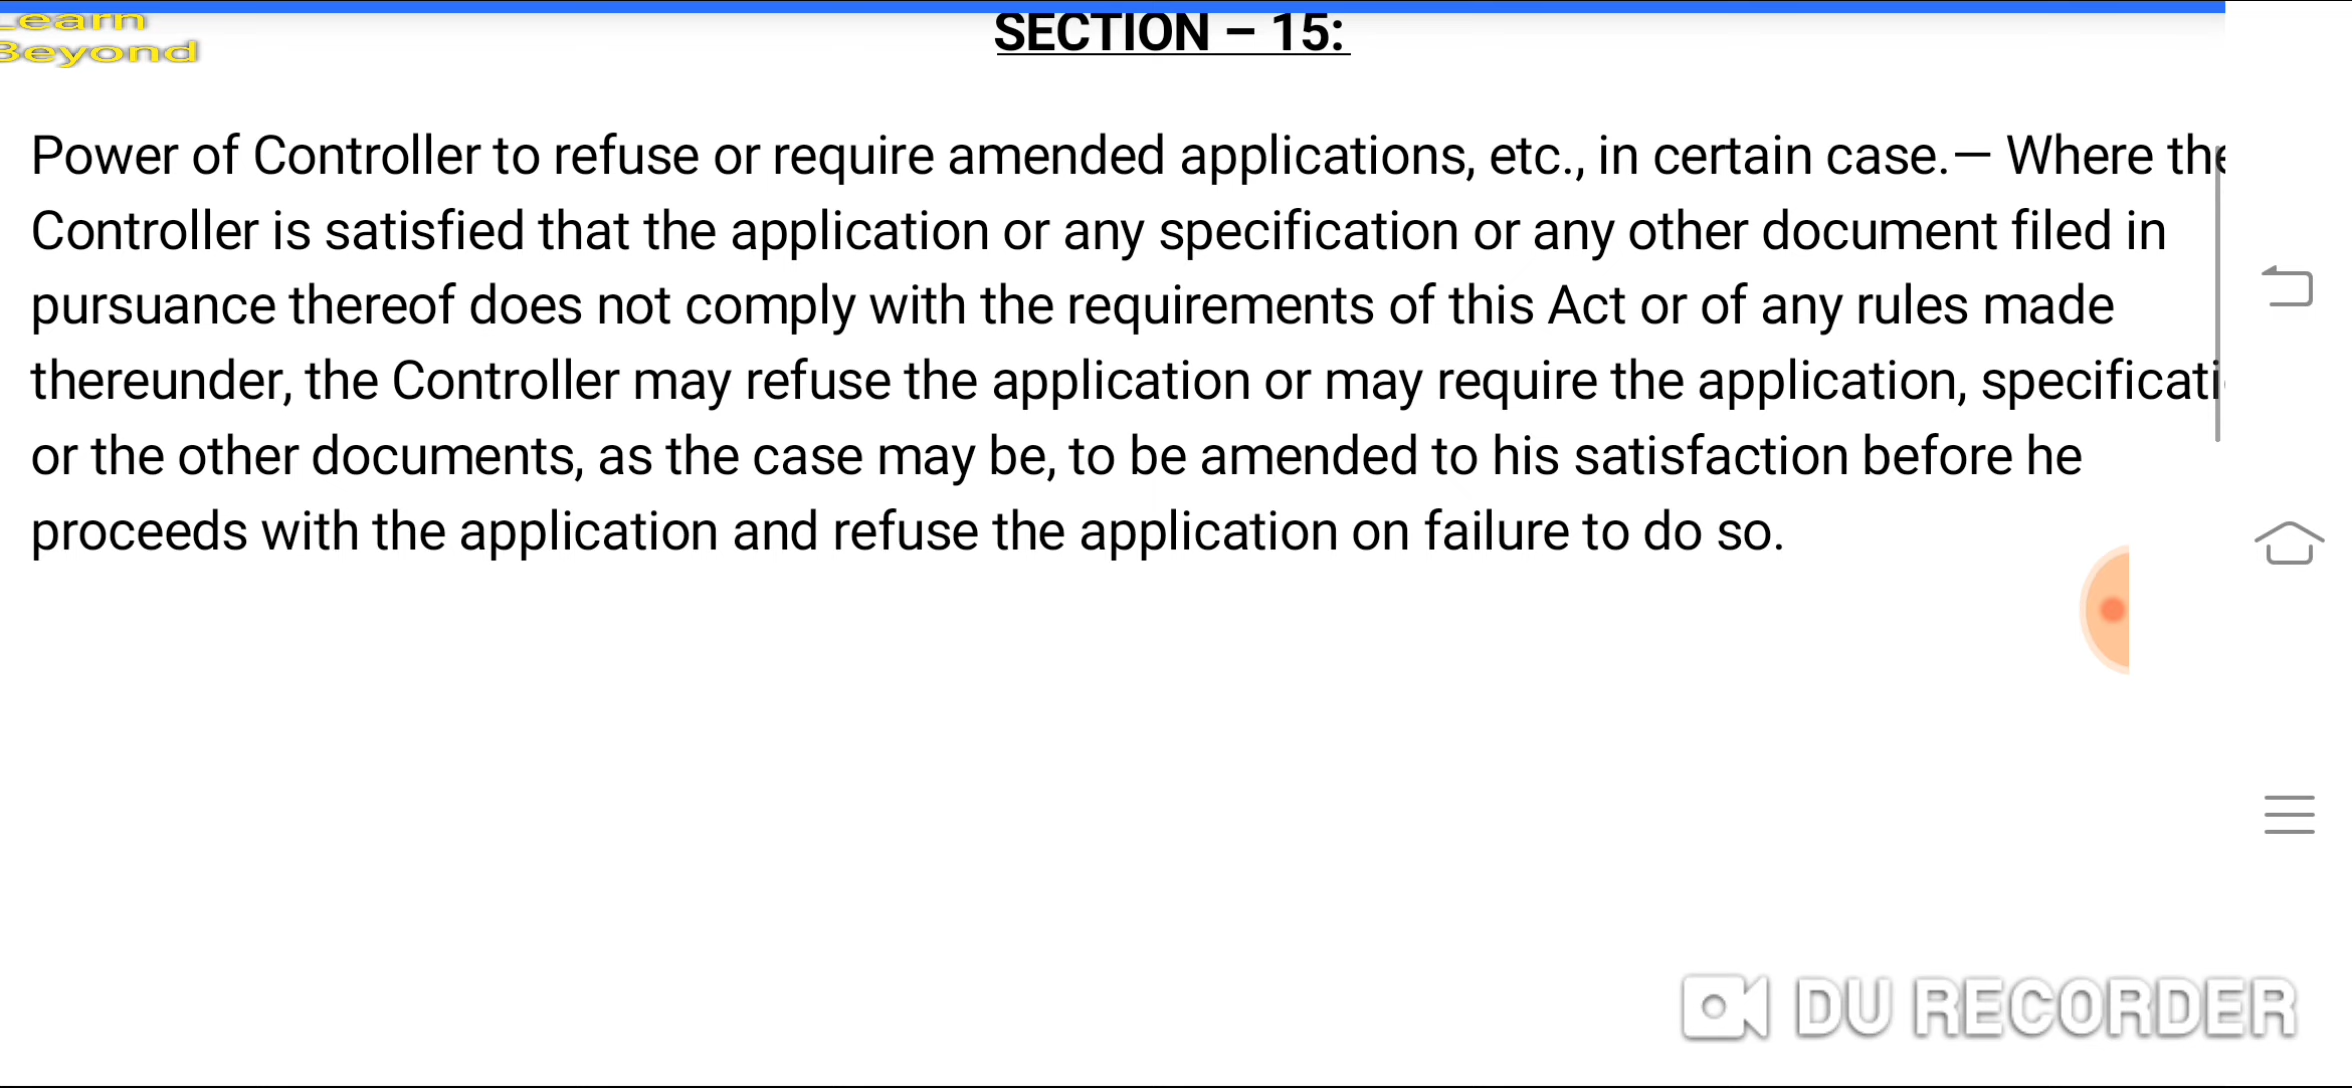 Learn
Beyond
SECTION – 15:
Power of Controller to refuse or require amended applications, etc., in certain case.— Where the
Controller is satisfied that the application or any specification or any other document filed in
pursuance thereof does not comply with the requirements of this Act or of any rules made
thereunder, the Controller may refuse the application or may require the application, specificati
or the other documents, as the case may be, to be amended to his satisfaction before he
proceeds with the application and refuse the application on failure to do so.
DU RECORDER